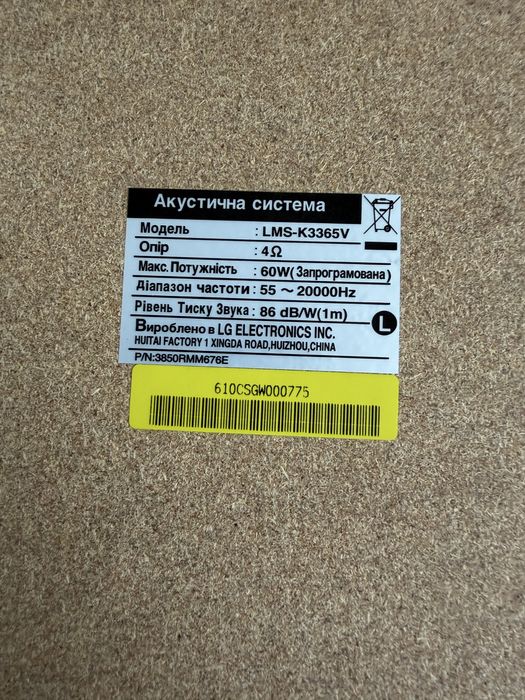 Акустична система
Модель : LMS-K3365V
Опір : 4Ω
Макс. Потужність : 60W(Запрограмована)
Діапазон частоти : 55 ~ 20000Hz
Рівень Тиску Звука : 86 dB/W(1m)
Вироблено в LG ELECTRONICS INC.
L
HUITAI FACTORY 1 XINGDA ROAD,HUIZHOU,CHINA
P/N:3850RMM676E
610CSGW000775